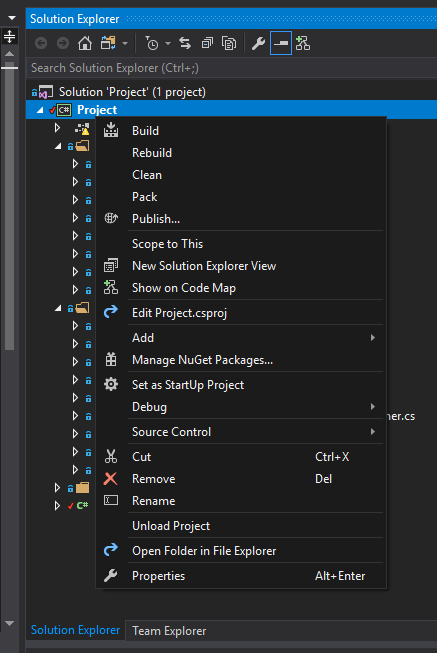 Solution Explorer
Search Solution Explorer (Ctrl+;)
Solution 'Project' (1 project)
C# Project
Build
Rebuild
Clean
Pack
Publish...
Scope to This
New Solution Explorer View
Show on Code Map
Edit Project.csproj
Add
Manage NuGet Packages...
Set as StartUp Project
Debug
ner.cs
Source Control
Cut Ctrl+X
Remove Del
Rename
C#
Unload Project
Open Folder in File Explorer
Properties Alt+Enter
Solution Explorer Team Explorer